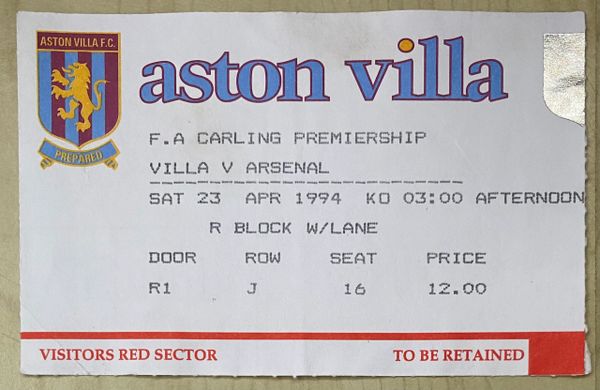 ASTON VILLA F.C.
PREPARED
aston villa
F.A CARLING PREMIERSHIP
VILLA V ARSENAL
SAT 23 APR 1994 KO 03:00 AFTERNOON
R BLOCK W/LANE
DOOR ROW SEAT PRICE
R1 J 16 12.00
VISITORS RED SECTOR TO BE RETAINED